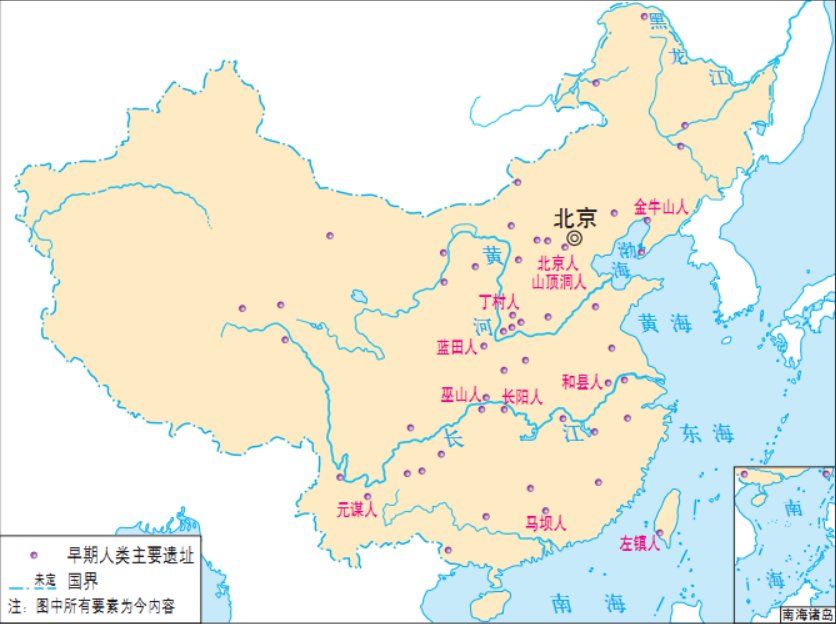 黑
龙
江
金牛山人
北京
渤
海
黄
北京人
山顶洞人
丁村人
河
黄海
蓝田人
和县人
巫山人
长阳人
长
江
东海
元谋人
马坝人
左镇人
南
海
南
海
南海诸岛
早期人类主要遗址
未定
国界
注：图中所有要素为今内容